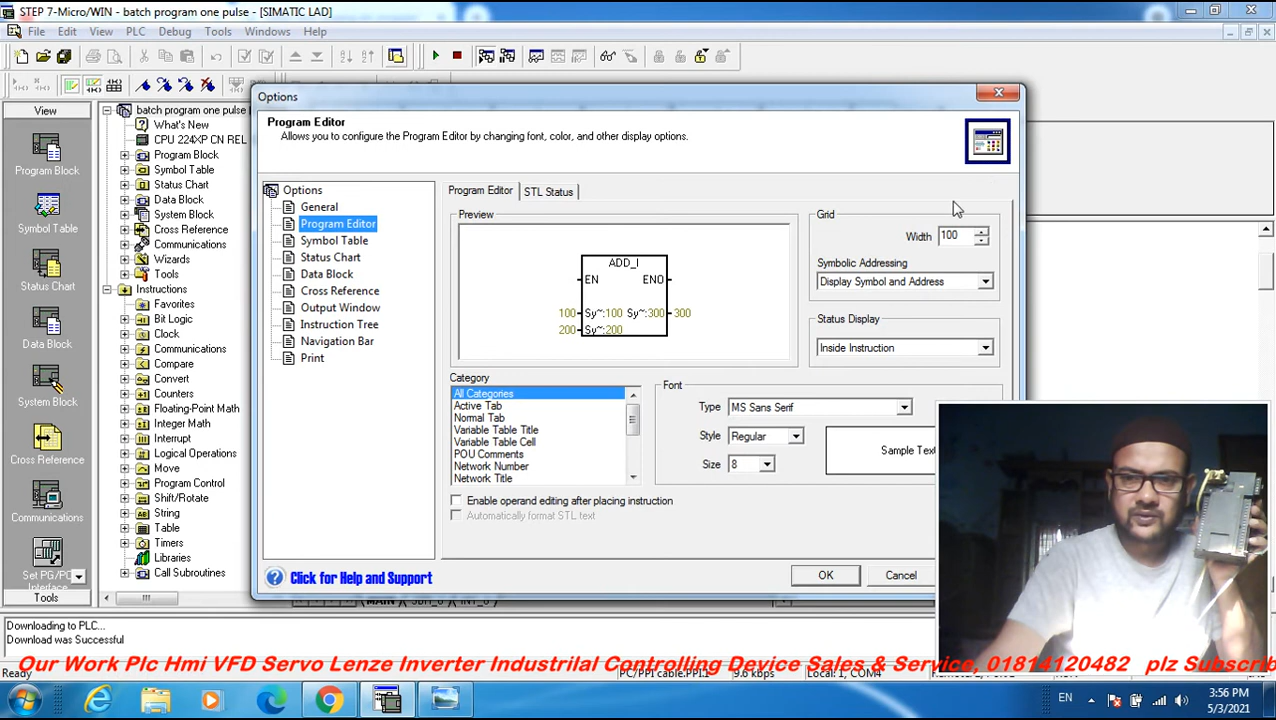 STEP 7-Micro/WIN - batch program one pulse - [SIMATIC LAD]
File Edit View PLC Debug Tools Windows Help
View
Program Block
Symbol Table
Status Chart
Data Block
System Block
Cross Reference
Communications
Set PG/PC
Interface
Tools
batch program one pulse
What's New
CPU 224XP CN REL
Program Block
Symbol Table
Status Chart
Data Block
System Block
Cross Reference
Communications
Wizards
Tools
Instructions
Favorites
Bit Logic
Clock
Communications
Compare
Convert
Counters
Floating-Point Math
Integer Math
Interrupt
Logical Operations
Move
Program Control
Shift/Rotate
String
Table
Timers
Libraries
Call Subroutines
Options
Program Editor
Allows you to configure the Program Editor by changing font, color, and other display options.
Options
General
Program Editor
Symbol Table
Status Chart
Data Block
Cross Reference
Output Window
Instruction Tree
Navigation Bar
Print
Program Editor STL Status
Preview
ADD_I
EN ENO
100 Sy~:100 Sy~:300 300
200 Sy~:200
Grid
Width 100
Symbolic Addressing
Display Symbol and Address
Status Display
Inside Instruction
Category
All Categories
Active Tab
Normal Tab
Variable Table Title
Variable Table Cell
POU Comments
Network Number
Network Title
Font
Type MS Sans Serif
Style Regular
Size 8
Sample Text
Enable operand editing after placing instruction
Automatically format STL text
Click for Help and Support
OK Cancel
MAIN SBR_0 INT_0
Downloading to PLC...
Download was Successful
Our Work Plc Hmi VFD Servo Lenze Inverter Industrilal Controlling Device Sales & Service, 01814120482 plz Subscrib
Ready PC/PPI cable.PPI.1 9.6 kbps Local: 1, COM4
EN
3:56 PM
5/3/2021